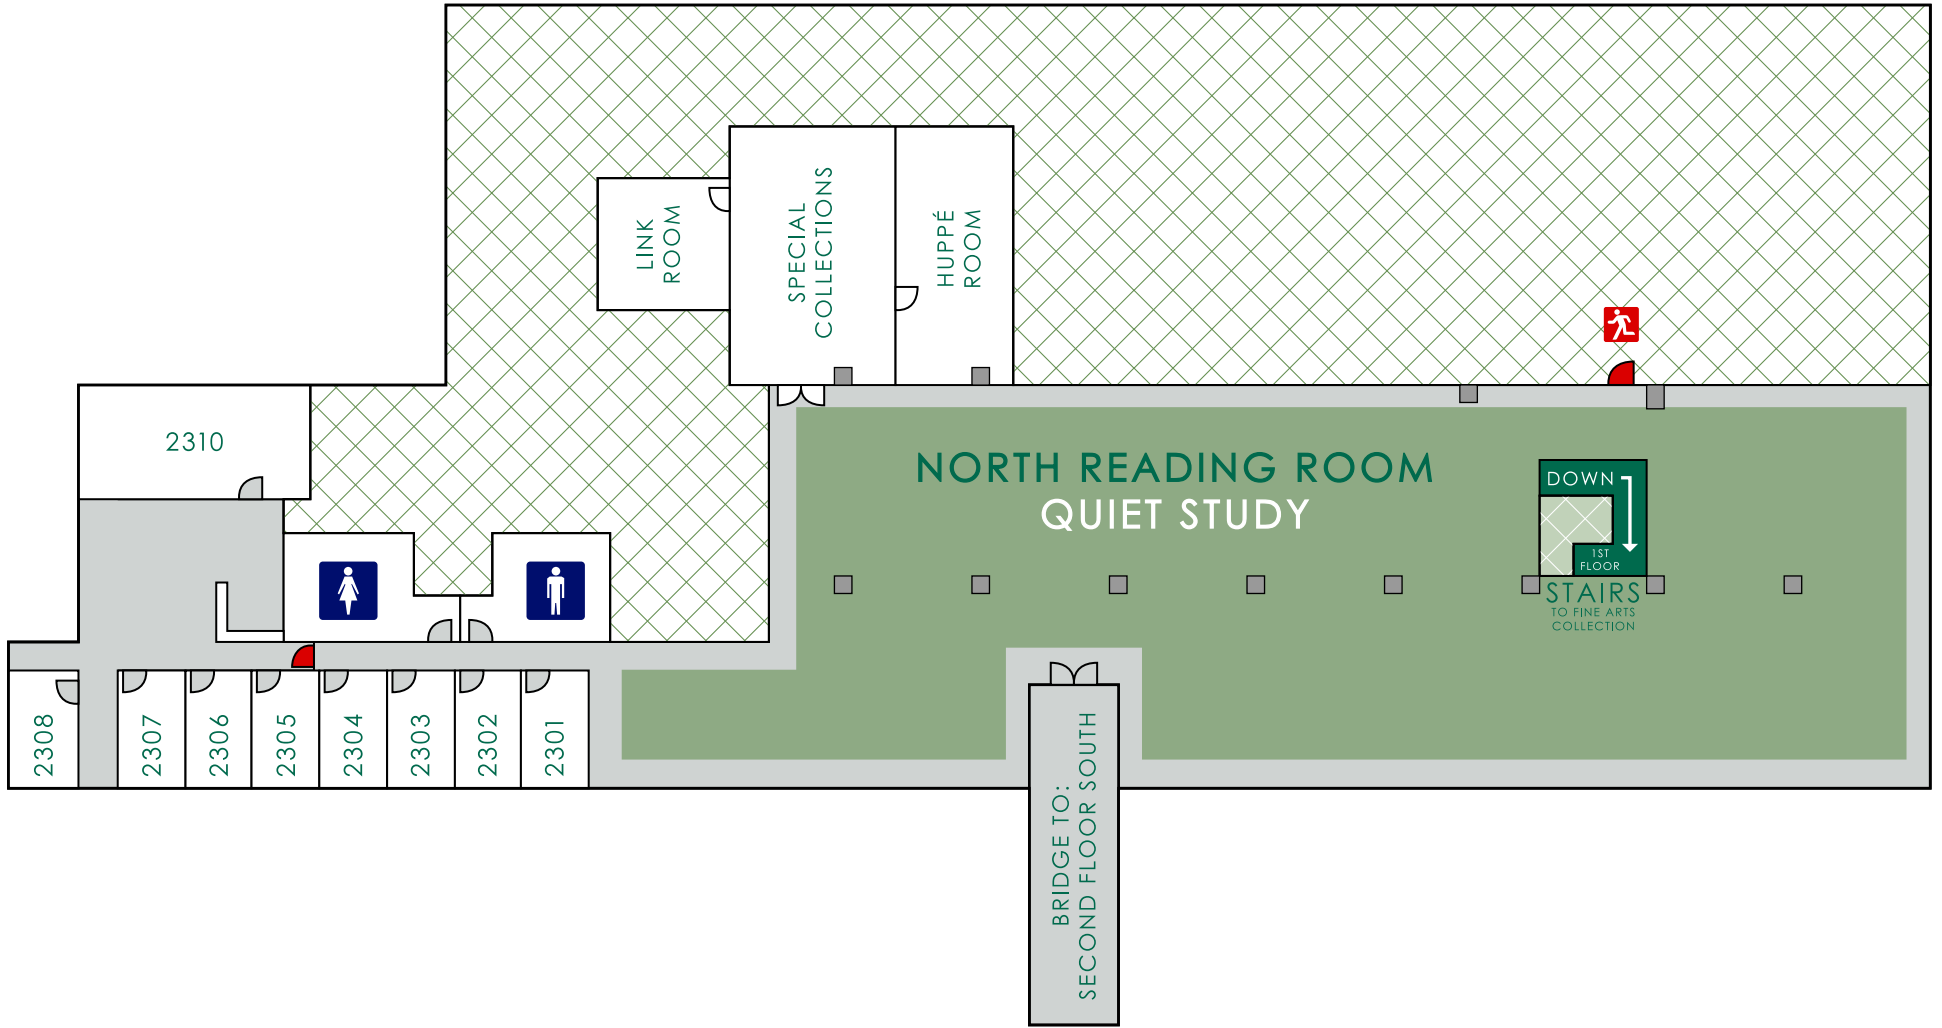 LINK
ROOM
SPECIAL
COLLECTIONS
HUPPÉ
ROOM
2310
NORTH READING ROOM
QUIET STUDY
DOWN
1ST
FLOOR
STAIRS
TO FINE ARTS
COLLECTION
2308
2307
2306
2305
2304
2303
2302
2301
BRIDGE TO:
SECOND FLOOR SOUTH